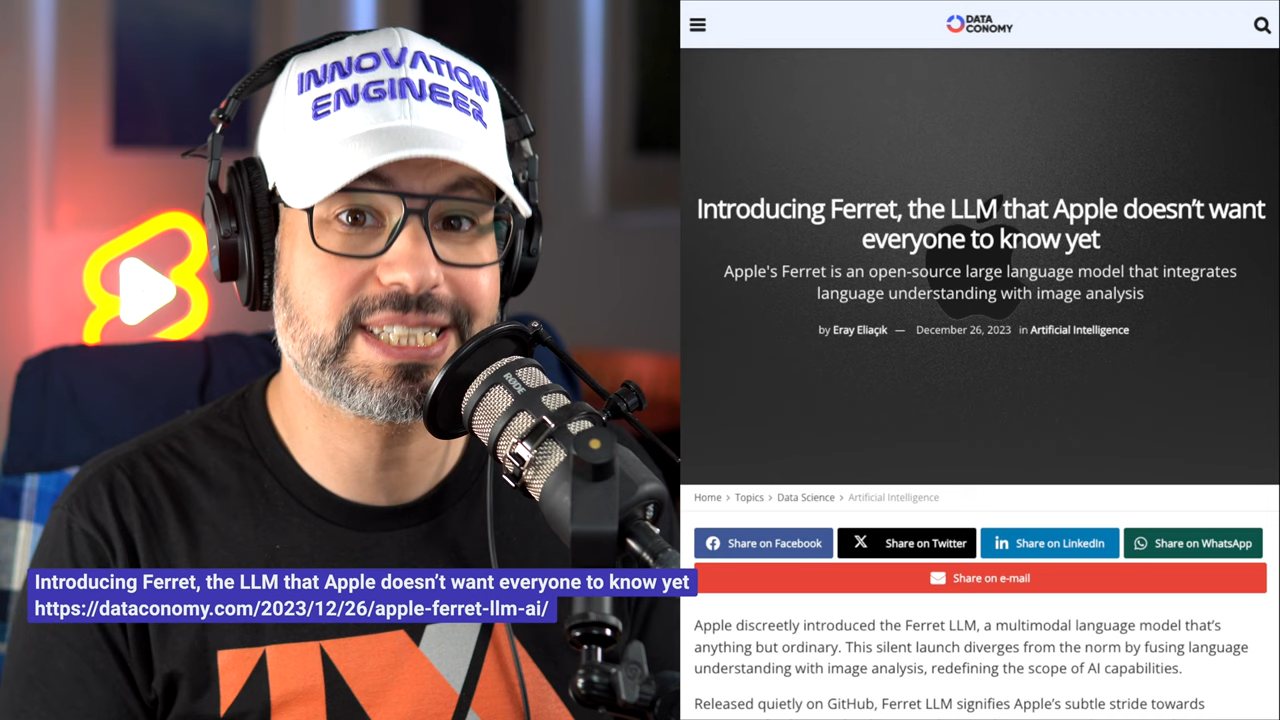 INNOVATION
ENGINEER
RØDE
Introducing Ferret, the LLM that Apple doesn’t want everyone to know yet
https://dataconomy.com/2023/12/26/apple-ferret-llm-ai/
DATA
CONOMY
Introducing Ferret, the LLM that Apple doesn’t want
everyone to know yet
Apple's Ferret is an open-source large language model that integrates
language understanding with image analysis
by Eray Eliaçık — December 26, 2023 in Artificial Intelligence
Home > Topics > Data Science > Artificial Intelligence
Share on Facebook
Share on Twitter
Share on LinkedIn
Share on WhatsApp
Share on e-mail
Apple discreetly introduced the Ferret LLM, a multimodal language model that’s
anything but ordinary. This silent launch diverges from the norm by fusing language
understanding with image analysis, redefining the scope of AI capabilities.
Released quietly on GitHub, Ferret LLM signifies Apple’s subtle stride towards